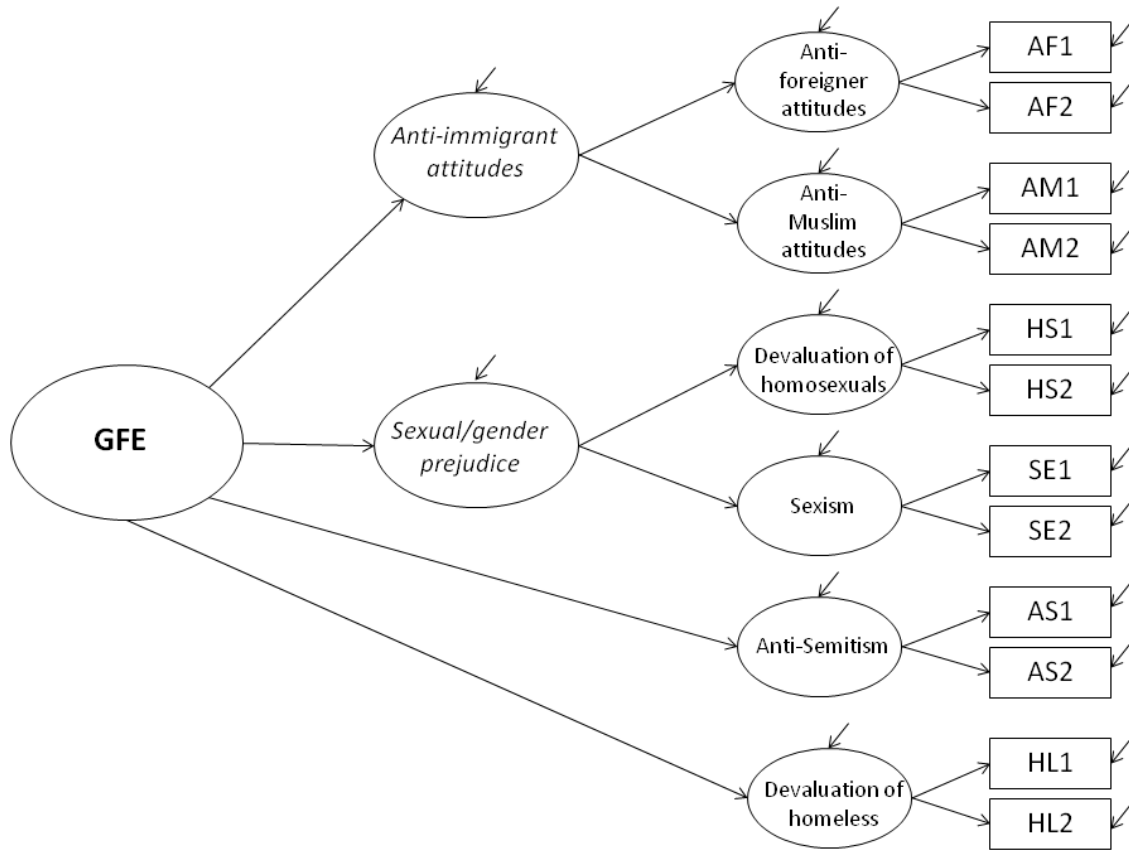 Anti-
foreigner
attitudes
AF1
AF2
Anti-immigrant
attitudes
Anti-
Muslim
attitudes
AM1
AM2
Devaluation of
homosexuals
HS1
HS2
GFE
Sexual/gender
prejudice
Sexism
SE1
SE2
Anti-Semitism
AS1
AS2
Devaluation of
homeless
HL1
HL2